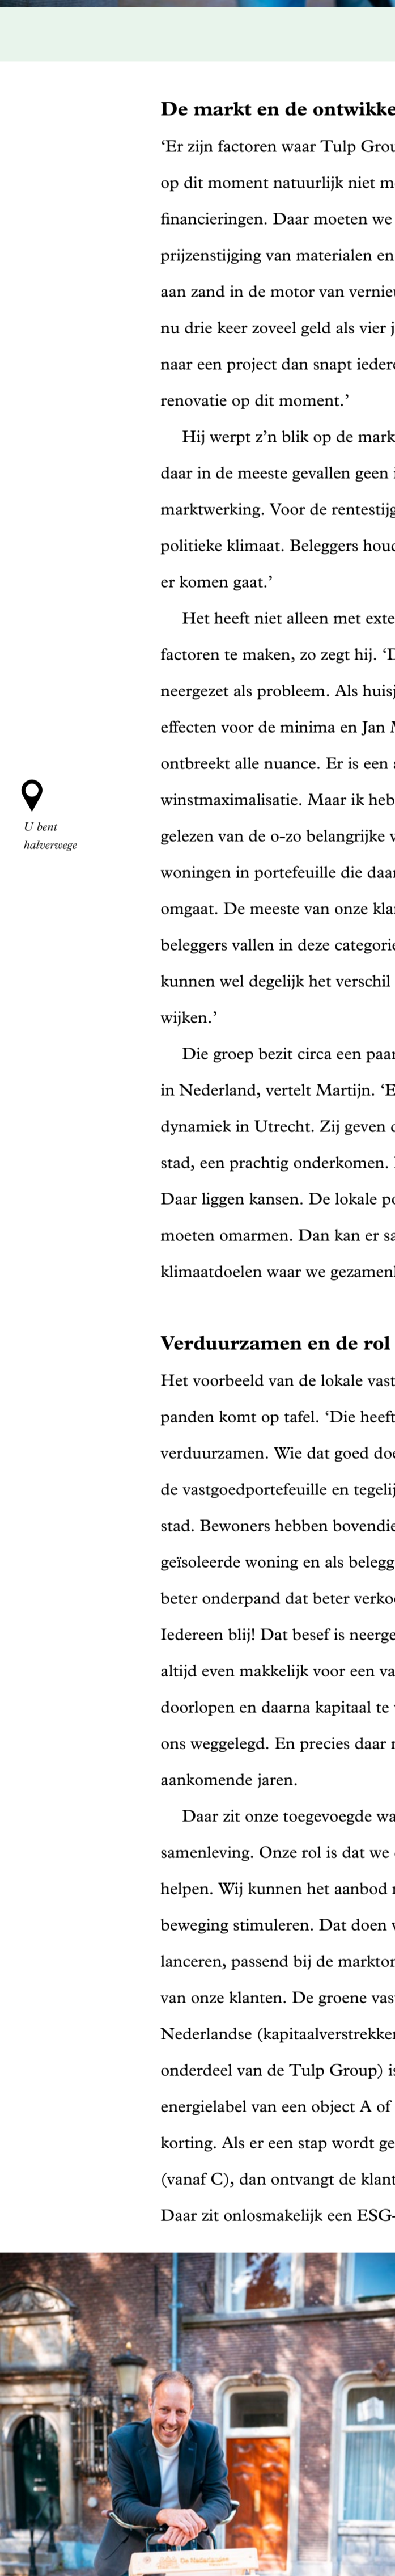 De markt en de ontwikke
‘Er zijn factoren waar Tulp Grou
op dit moment natuurlijk niet m
financieringen. Daar moeten we
prijzenstijging van materialen en
aan zand in de motor van vernieu
nu drie keer zoveel geld als vier j
naar een project dan snapt ieder
renovatie op dit moment.’
Hij werpt z’n blik op de mark
daar in de meeste gevallen geen i
marktwerking. Voor de rentestijg
politieke klimaat. Beleggers houd
er komen gaat.’
Het heeft niet alleen met exte
factoren te maken, zo zegt hij. ‘D
neergezet als probleem. Als huisj
effecten voor de minima en Jan M
ontbreekt alle nuance. Er is een a
winstmaximalisatie. Maar ik heb
gelezen van de o-zo belangrijke v
woningen in portefeuille die daar
omgaat. De meeste van onze kla
beleggers vallen in deze categorie
kunnen wel degelijk het verschil
wijken.’
U bent
halverwege
Die groep bezit circa een paar
in Nederland, vertelt Martijn. ‘E
dynamiek in Utrecht. Zij geven d
stad, een prachtig onderkomen.
Daar liggen kansen. De lokale po
moeten omarmen. Dan kan er sa
klimaatdoelen waar we gezamenl
Verduurzamen en de rol
Het voorbeeld van de lokale vast
panden komt op tafel. ‘Die heeft
verduurzamen. Wie dat goed doe
de vastgoedportefeuille en tegelij
stad. Bewoners hebben bovendie
geïsoleerde woning en als belegg
beter onderpand dat beter verko
Iedereen blij! Dat besef is neerge
altijd even makkelijk voor een va
doorlopen en daarna kapitaal te
ons weggelegd. En precies daar
aankomende jaren.
Daar zit onze toegevoegde wa
samenleving. Onze rol is dat we
helpen. Wij kunnen het aanbod
beweging stimuleren. Dat doen w
lanceren, passend bij de marktom
van onze klanten. De groene vas
Nederlandse (kapitaalverstrekker
onderdeel van de Tulp Group) is
energielabel van een object A of
korting. Als er een stap wordt ge
(vanaf C), dan ontvangt de klant
Daar zit onlosmakelijk een ESG-
De Nederlandse